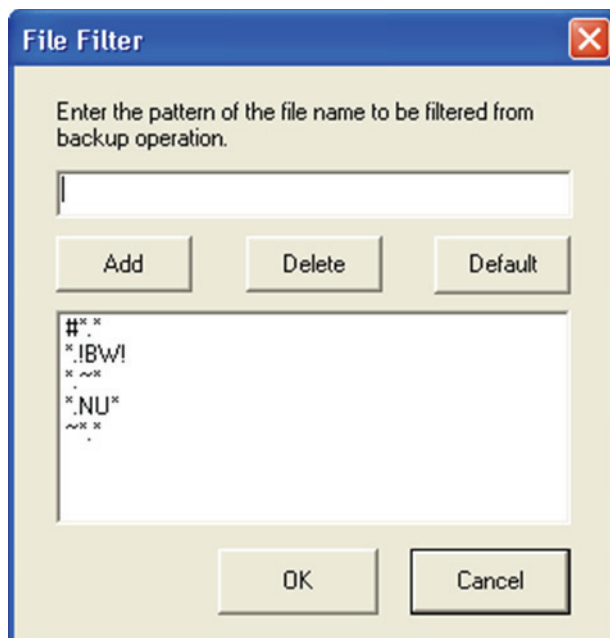 File Filter
Enter the pattern of the file name to be filtered from
backup operation.
Add Delete Default
#*.*
*.!BW!
*.~*
*.NU*
~*.*
OK Cancel